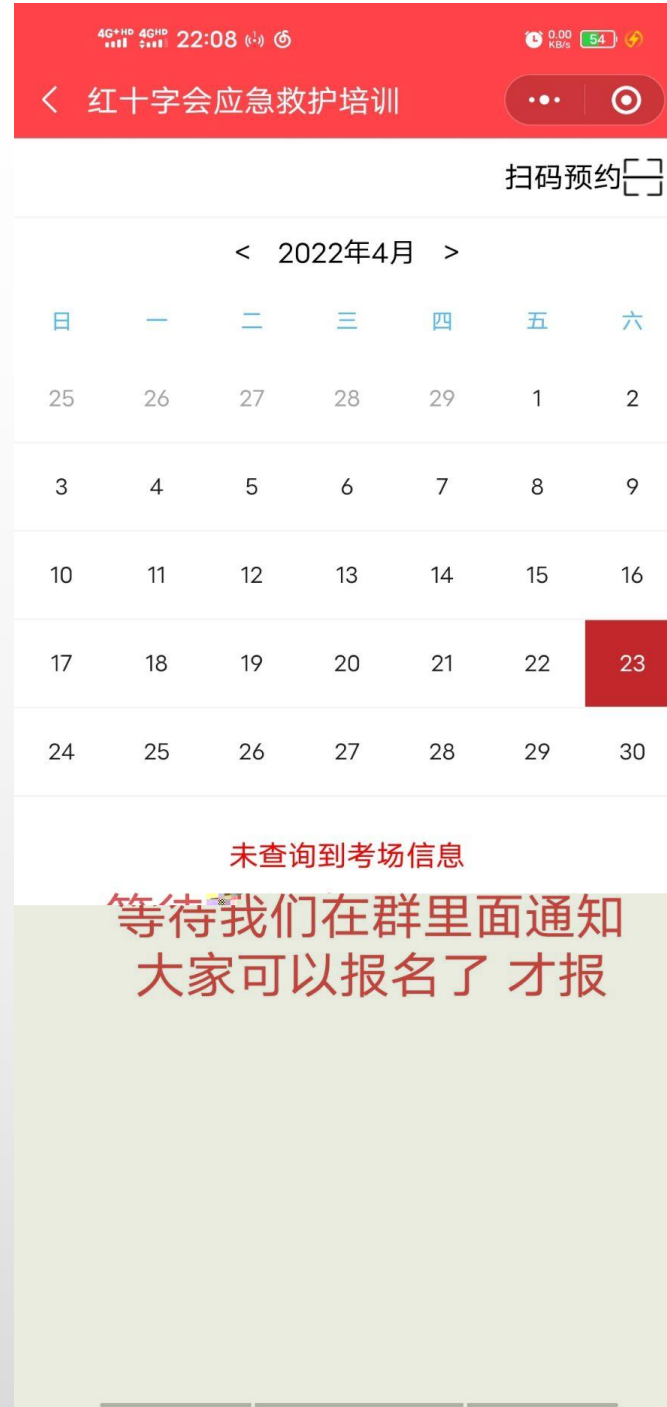 4G+HD 4GHD 22:08 0.00 KB/s 54
< 红十字会应急救护培训
扫码预约
< 2022年4月 >
日 一 二 三 四 五 六
25 26 27 28 29 1 2
3 4 5 6 7 8 9
10 11 12 13 14 15 16
17 18 19 20 21 22 23
24 25 26 27 28 29 30
未查询到考场信息
等待我们在群里面通知
大家可以报名了 才报